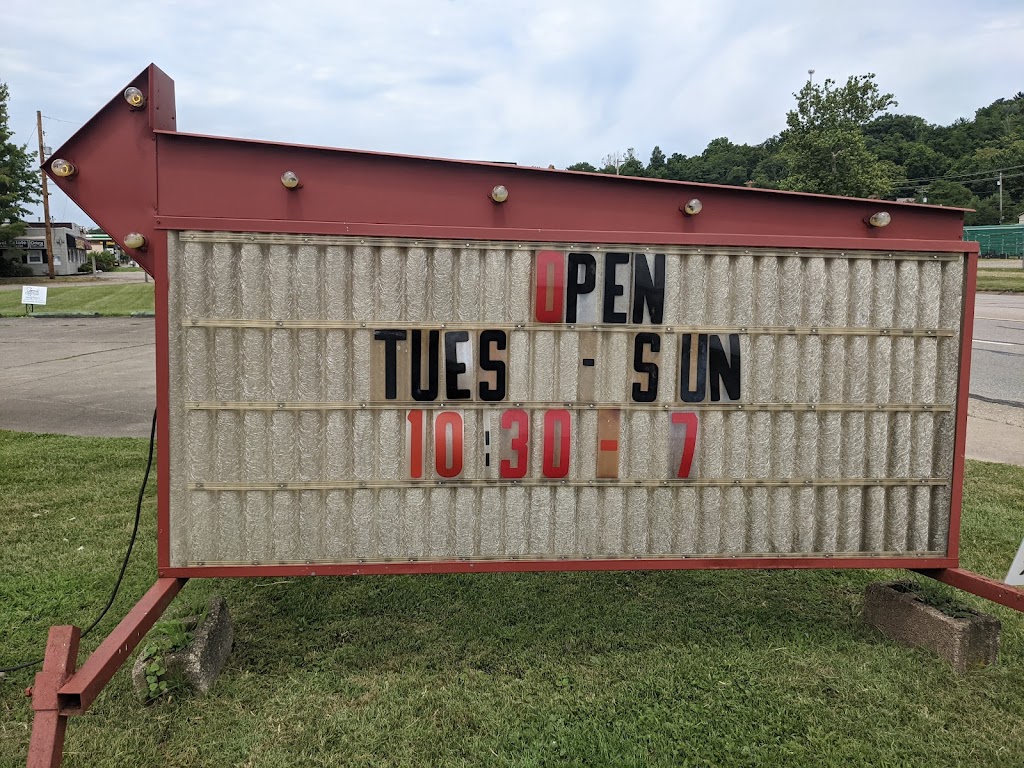 OPEN
TUES - SUN
10:30 - 7